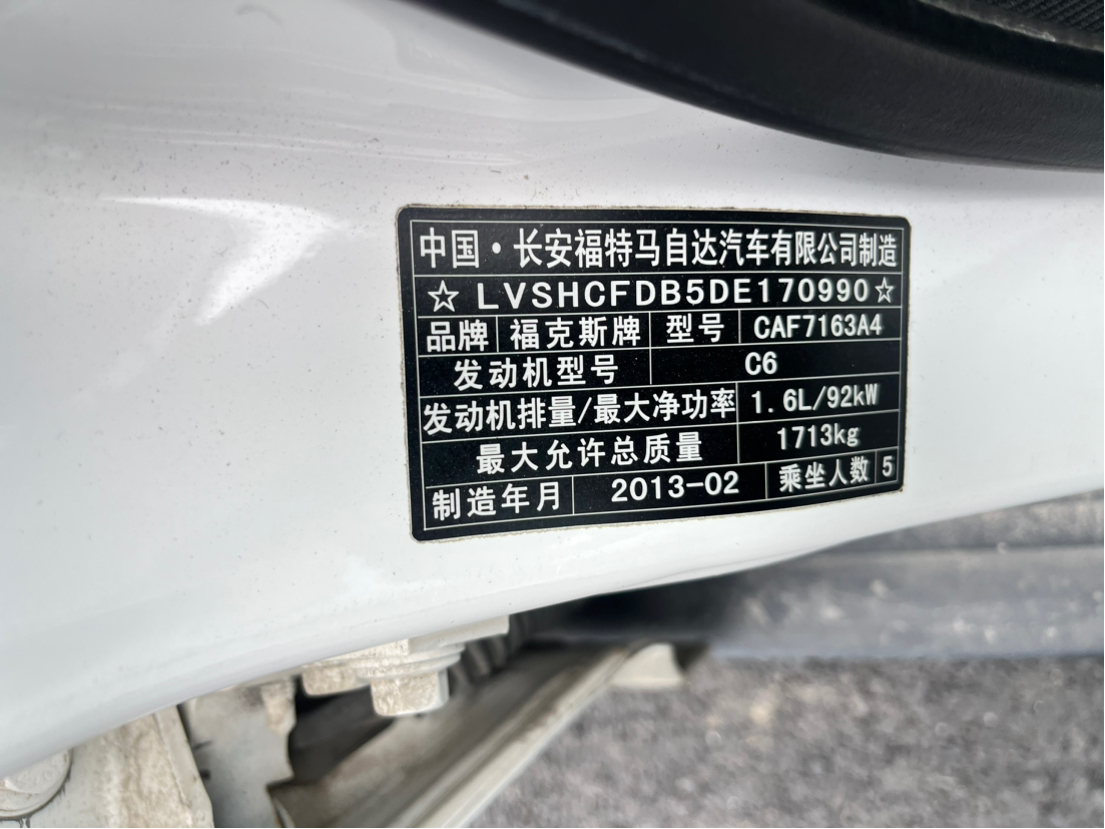 中国·长安福特马自达汽车有限公司制造
☆LVSHCFDB5DE170990☆
品牌 福克斯牌 型号 CAF7163A4
发动机型号 C6
发动机排量/最大净功率 1.6L/92kW
最大允许总质量 1713kg
制造年月 2013-02 乘坐人数 5